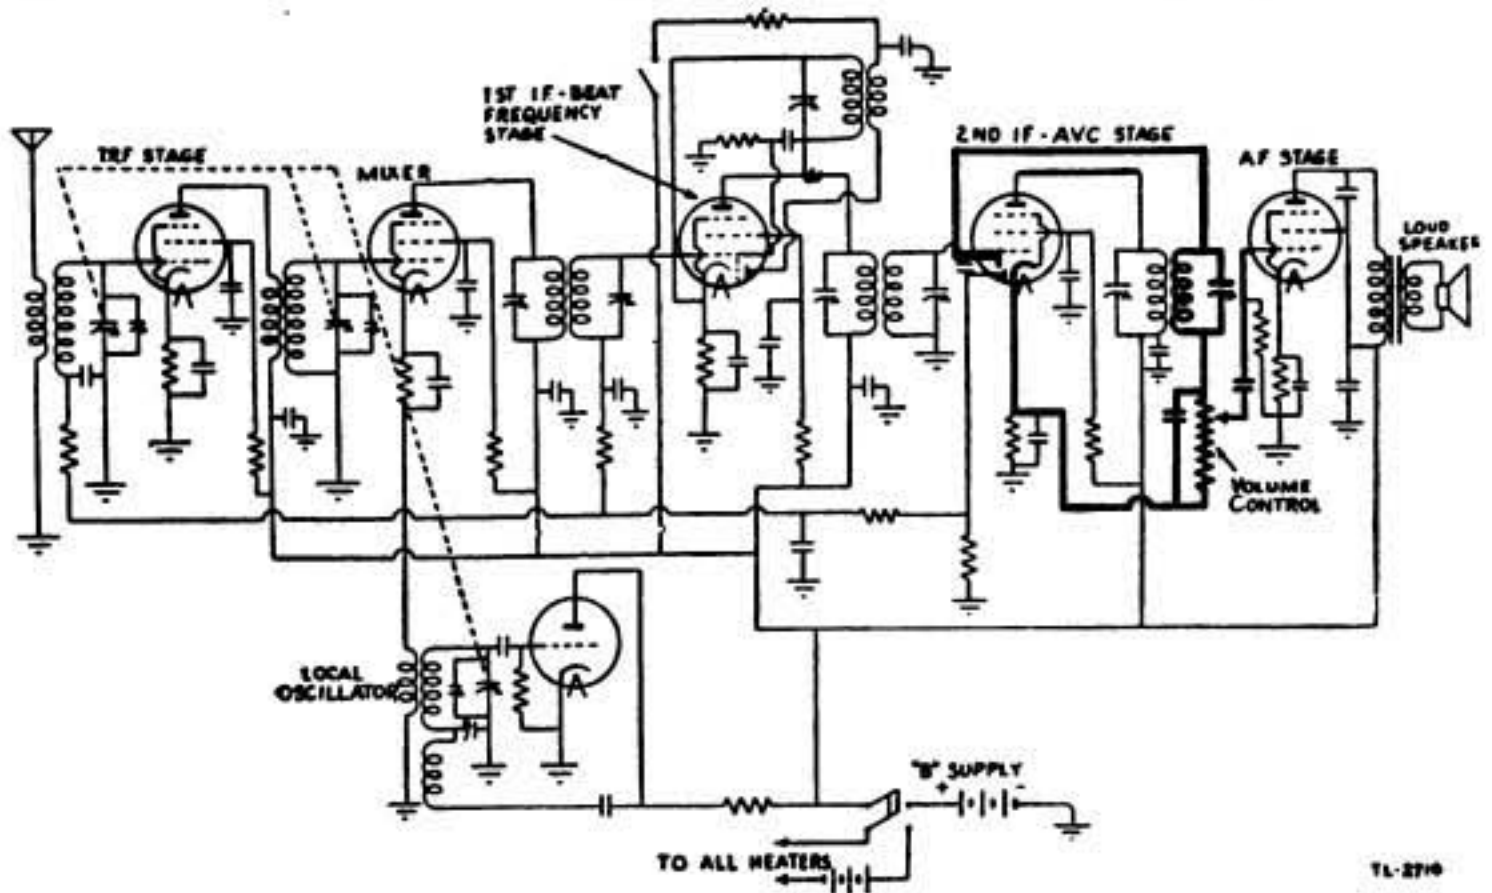 1ST IF-BEAT
FREQUENCY
STAGE
2ND IF-AVC STAGE
TRF STAGE
MIXER
A.F STAGE
LOUD
SPEAKER
VOLUME
CONTROL
LOCAL
OSCILLATOR
"B" SUPPLY
+ -
TO ALL HEATERS
TL-2710